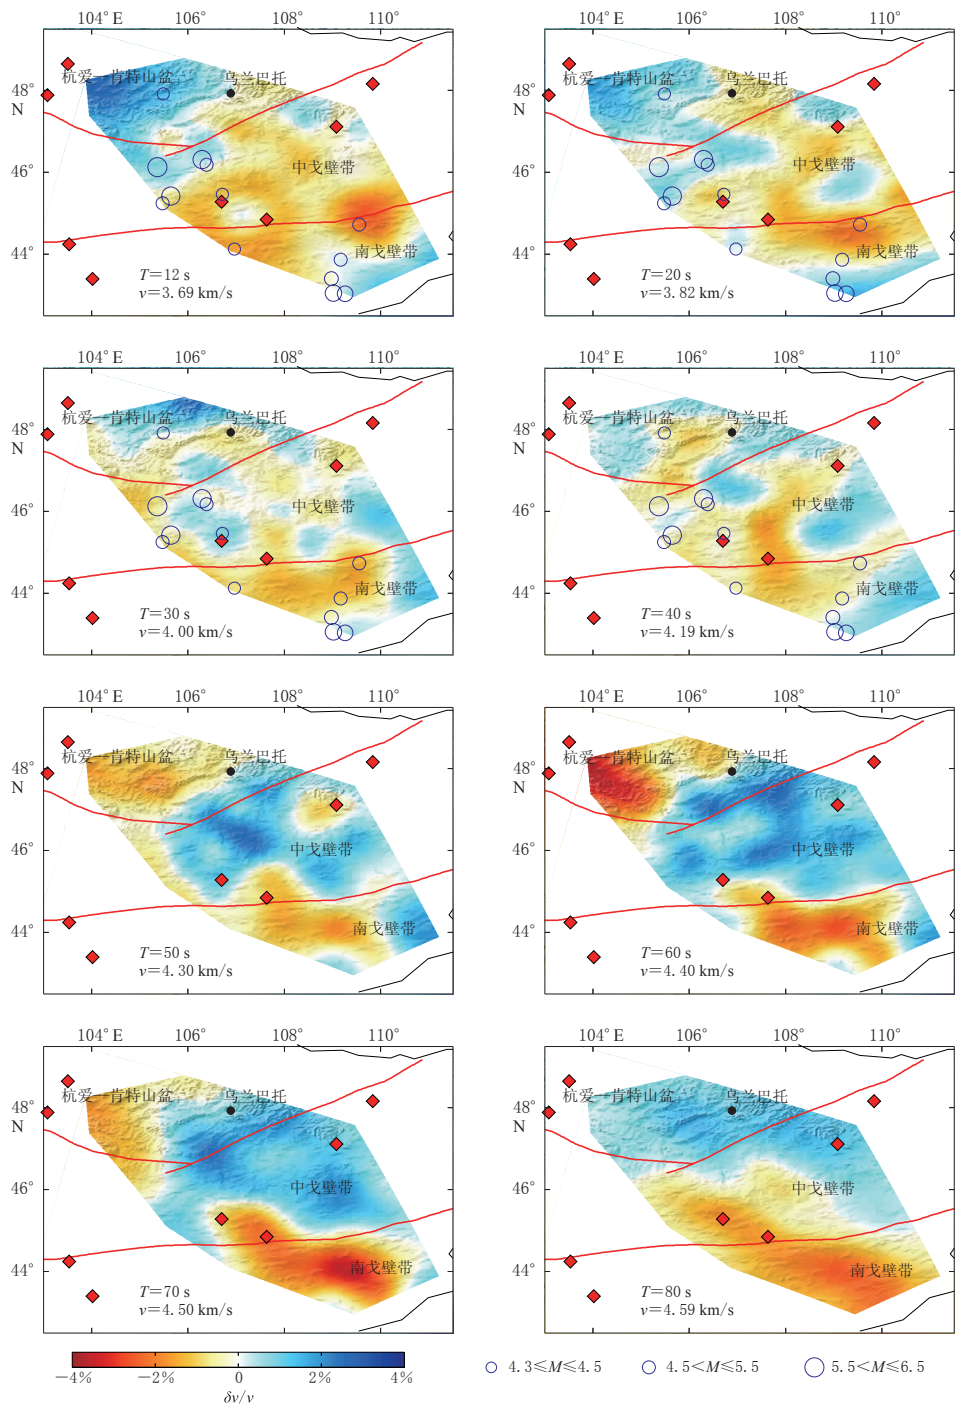 104° E 106° 108° 110° 104° E 106° 108° 110°
杭爱—肯特山盆 乌兰巴托 杭爱—肯特山盆 乌兰巴托
48° 48°
N N
46° 中戈壁带 46° 中戈壁带
44° 南戈壁带 44° 南戈壁带
T=12 s T=20 s
v=3.69 km/s v=3.82 km/s
104° E 106° 108° 110° 104° E 106° 108° 110°
杭爱—肯特山盆 乌兰巴托 杭爱—肯特山盆 乌兰巴托
48° 48°
N N
46° 中戈壁带 46° 中戈壁带
44° 南戈壁带 44° 南戈壁带
T=30 s T=40 s
v=4.00 km/s v=4.19 km/s
104° E 106° 108° 110° 104° E 106° 108° 110°
杭爱—肯特山盆 乌兰巴托 杭爱—肯特山盆 乌兰巴托
48° 48°
N N
46° 中戈壁带 46° 中戈壁带
44° 南戈壁带 44° 南戈壁带
T=50 s T=60 s
v=4.30 km/s v=4.40 km/s
104° E 106° 108° 110° 104° E 106° 108° 110°
杭爱—肯特山盆 乌兰巴托 杭爱—肯特山盆 乌兰巴托
48° 48°
N N
46° 中戈壁带 46° 中戈壁带
44° 南戈壁带 44° 南戈壁带
T=70 s T=80 s
v=4.50 km/s v=4.59 km/s
−4% −2% 0 2% 4% 4.3≤M≤4.5 4.5<M≤5.5 5.5<M≤6.5
δv/v